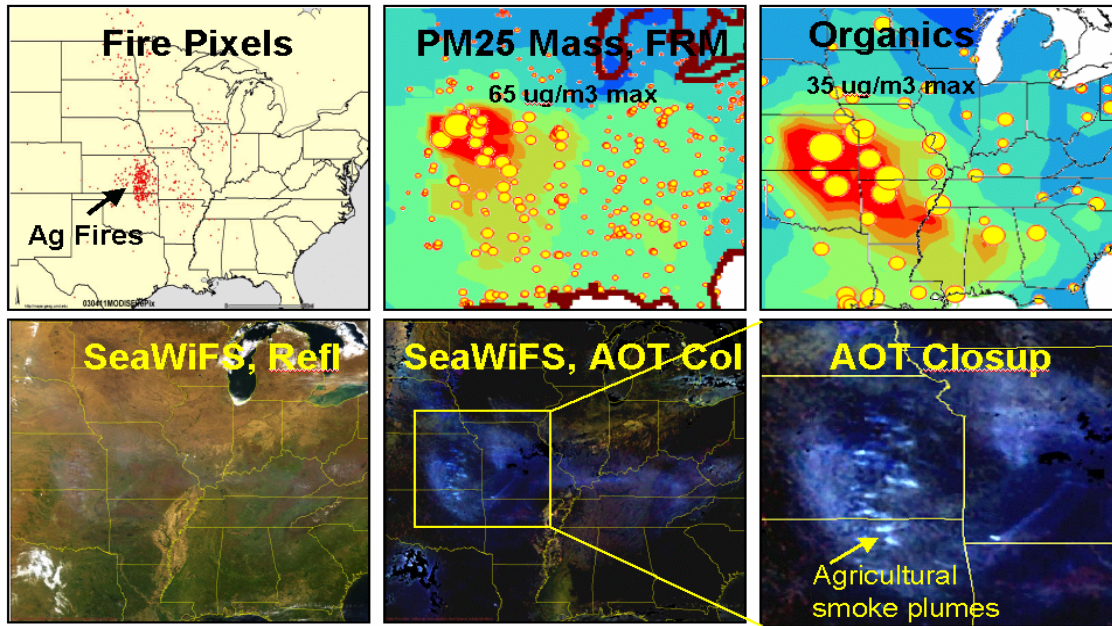 Fire Pixels
Ag Fires
030411MODISFirePix
PM25 Mass, FRM
65 ug/m3 max
Organics
35 ug/m3 max
SeaWiFS, Refl
SeaWiFS, AOT Col
AOT Closup
Agricultural
smoke plumes